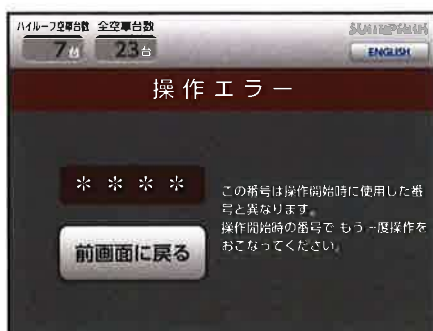 ハイルーフ空車台数 全空車台数
7台 23台
ENGLISH
操作エラー
＊＊＊＊
この番号は操作開始時に使用した番
号と異なります。
操作開始時の番号で もう一度操作を
おこなってください。
前画面に戻る